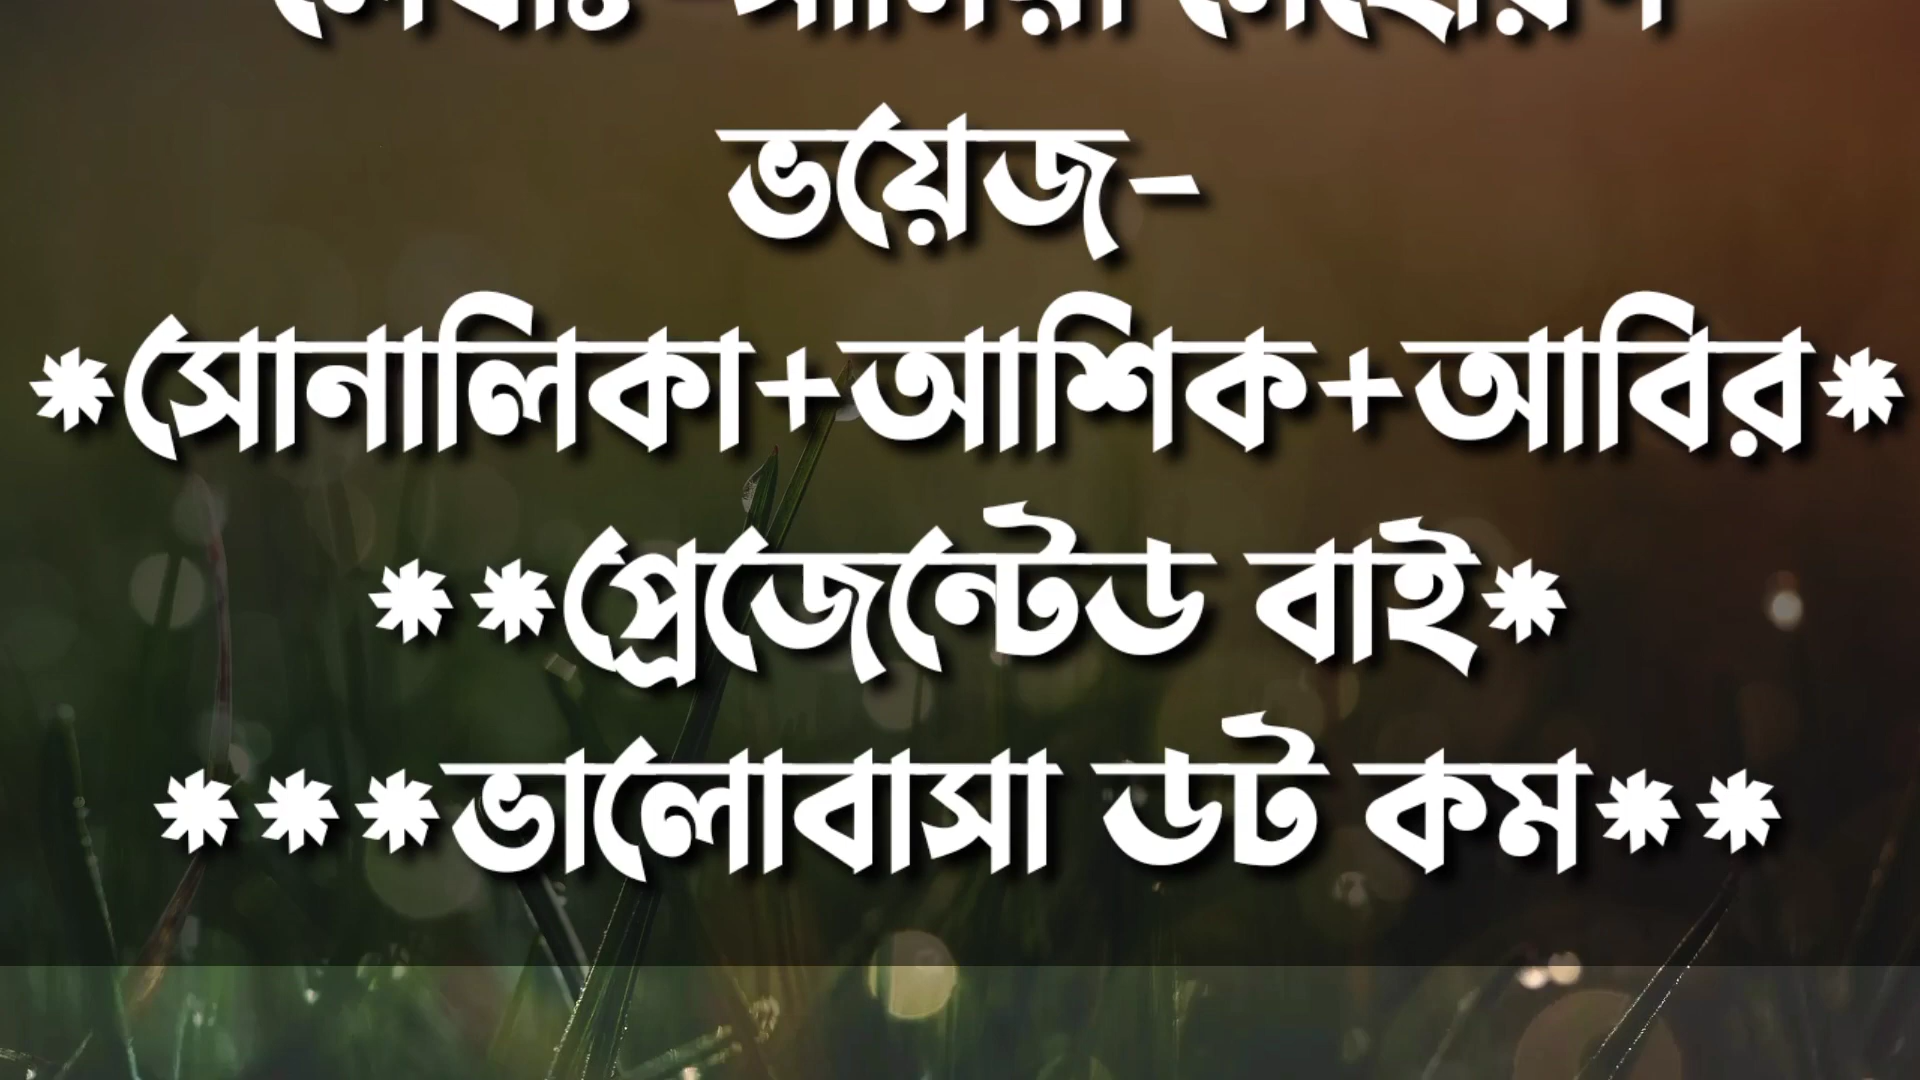 ভয়েজ-
*সোনালিকা+আশিক+আবির*
**প্রেজেন্টেড বাই*
***ভালোবাসা ডট কম**